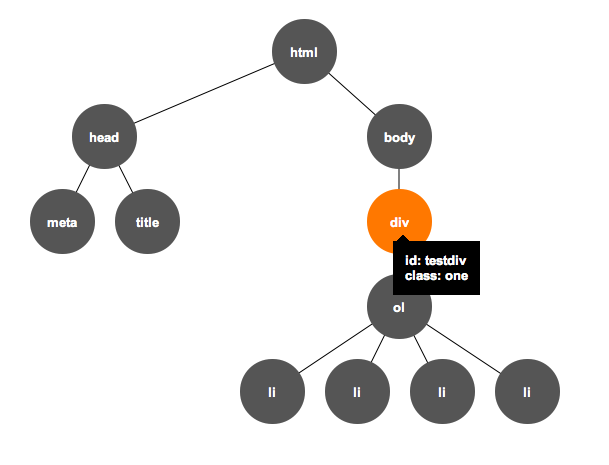 html
head
body
meta
title
div
id: testdiv
class: one
ol
li
li
li
li